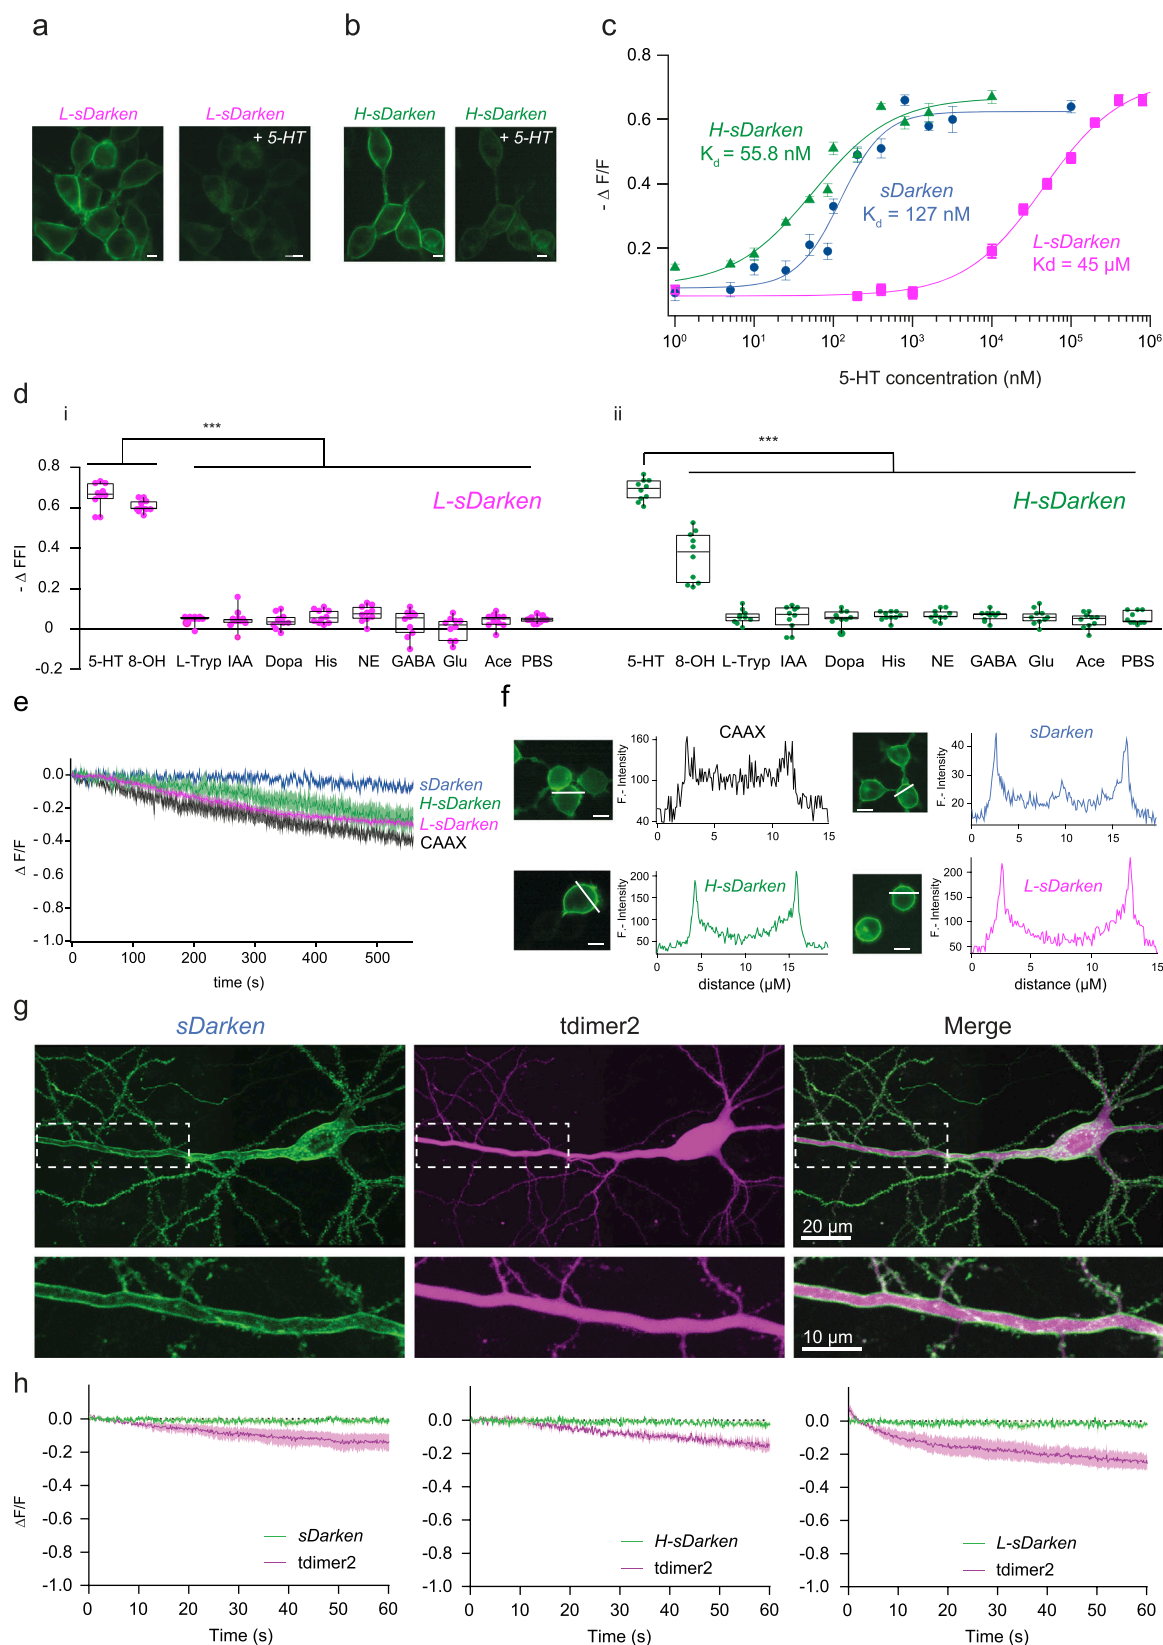 a
b
c
L-sDarken
L-sDarken
+ 5-HT
H-sDarken
H-sDarken
+ 5-HT
0.8
0.6
0.4
0.2
- Δ F/F
H-sDarken
Kd = 55.8 nM
sDarken
Kd = 127 nM
L-sDarken
Kd = 45 µM
10⁰ 10¹ 10² 10³ 10⁴ 10⁵ 10⁶
5-HT concentration (nM)
d
i
***
0.8
0.6
0.4
0.2
0
-0.2
- Δ FFI
L-sDarken
5-HT 8-OH L-Tryp IAA Dopa His NE GABA Glu Ace PBS
ii
***
H-sDarken
5-HT 8-OH L-Tryp IAA Dopa His NE GABA Glu Ace PBS
e
0.0
- 0.2
- 0.4
- 0.6
- 0.8
- 1.0
Δ F/F
sDarken
H-sDarken
L-sDarken
CAAX
0 100 200 300 400 500
time (s)
f
CAAX
F.- Intensity
160
100
40
0 5 10 15
sDarken
F.- Intensity
40
30
20
0 5 10 15
H-sDarken
F.- Intensity
200
150
100
50
0 5 10 15
distance (µM)
L-sDarken
F.- Intensity
200
150
100
50
0 5 10 15
distance (µM)
g
sDarken
tdimer2
Merge
20 µm
10 µm
h
0.0
-0.2
-0.4
-0.6
-0.8
-1.0
ΔF/F
sDarken
tdimer2
0 10 20 30 40 50 60
Time (s)
0.0
-0.2
-0.4
-0.6
-0.8
-1.0
H-sDarken
tdimer2
0 10 20 30 40 50 60
Time (s)
0.0
-0.2
-0.4
-0.6
-0.8
-1.0
L-sDarken
tdimer2
0 10 20 30 40 50 60
Time (s)